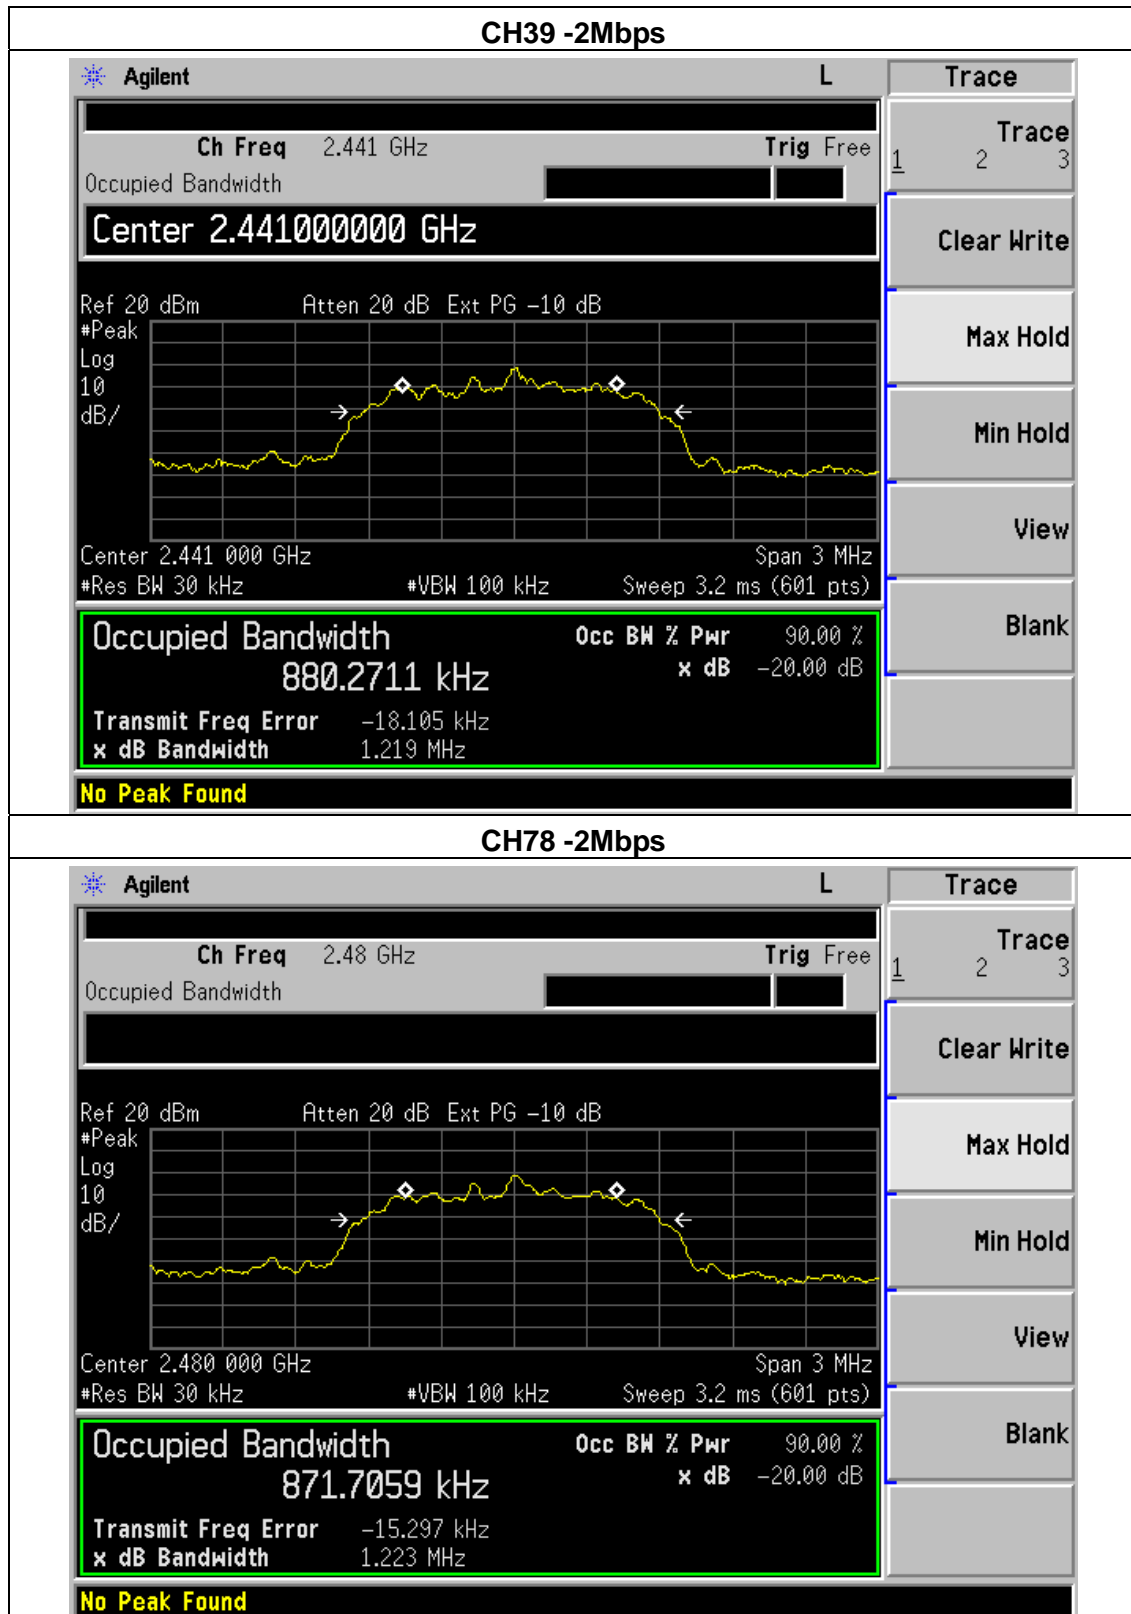 CH39 -2Mbps
Agilent L Trace
Ch Freq 2.441 GHz Trig Free
Occupied Bandwidth
Trace
1 2 3
Center 2.441000000 GHz
Clear Write
Ref 20 dBm Atten 20 dB Ext PG -10 dB
#Peak
Log
10
dB/
Max Hold
Min Hold
View
Center 2.441 000 GHz Span 3 MHz
#Res BW 30 kHz #VBW 100 kHz Sweep 3.2 ms (601 pts)
Blank
Occupied Bandwidth Occ BW % Pwr 90.00 %
880.2711 kHz x dB -20.00 dB
Transmit Freq Error -18.105 kHz
x dB Bandwidth 1.219 MHz
No Peak Found
CH78 -2Mbps
Agilent L Trace
Ch Freq 2.48 GHz Trig Free
Occupied Bandwidth
Trace
1 2 3
Clear Write
Ref 20 dBm Atten 20 dB Ext PG -10 dB
#Peak
Log
10
dB/
Max Hold
Min Hold
View
Center 2.480 000 GHz Span 3 MHz
#Res BW 30 kHz #VBW 100 kHz Sweep 3.2 ms (601 pts)
Blank
Occupied Bandwidth Occ BW % Pwr 90.00 %
871.7059 kHz x dB -20.00 dB
Transmit Freq Error -15.297 kHz
x dB Bandwidth 1.223 MHz
No Peak Found